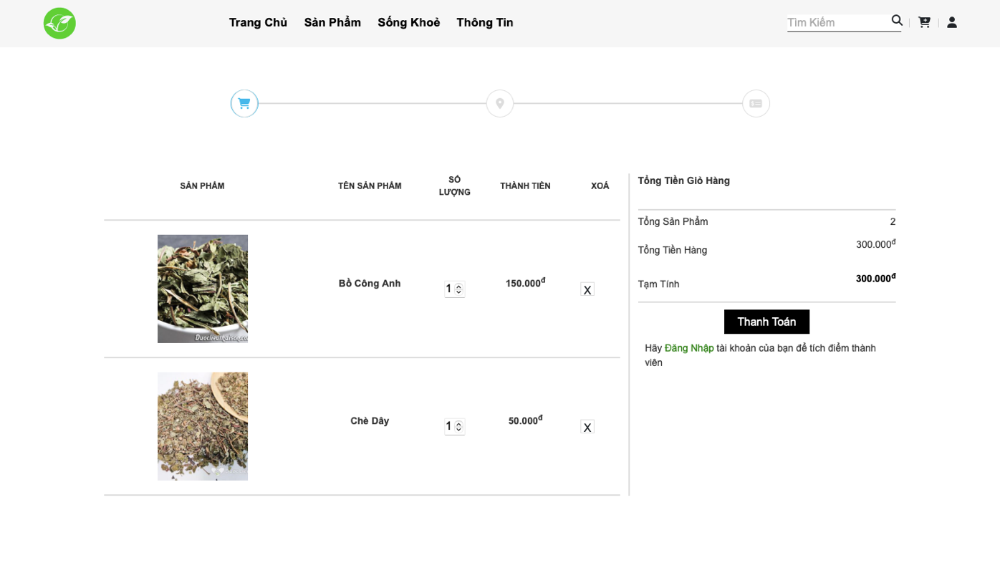 Trang Chủ Sản Phẩm Sống Khoẻ Thông Tin
Tìm Kiếm
SẢN PHẨM TÊN SẢN PHẨM SỐ LƯỢNG THÀNH TIỀN XOÁ
Bồ Công Anh 1 150.000đ X
Duoclieuthaison.co
Chè Dây 1 50.000đ X
Tổng Tiền Giỏ Hàng
Tổng Sản Phẩm 2
Tổng Tiền Hàng 300.000đ
Tạm Tính 300.000đ
Thanh Toán
Hãy Đăng Nhập tài khoản của bạn để tích điểm thành
viên